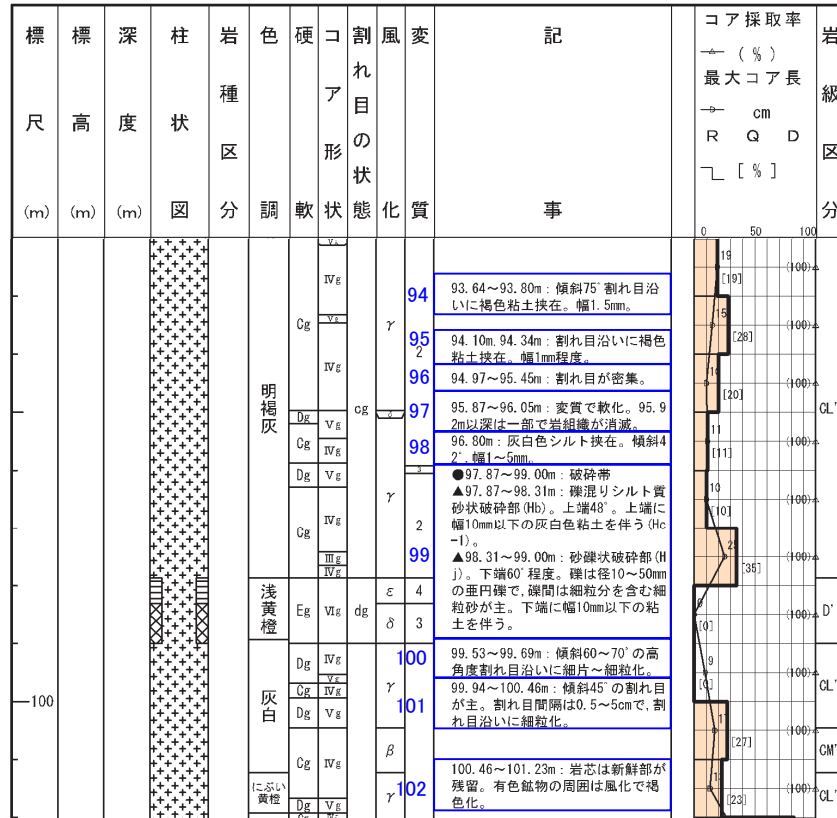 標尺(m)
標高(m)
深度(m)
柱状図
岩種区分
色調
硬軟
コア形状
割れ目の状態
風化
変質
記事
コア採取率
(%)
最大コア長
cm
R Q D
[%]
岩級区分
0 50 100
-100
明褐灰
浅黄橙
灰白
にぶい黄橙
Cg
Dg
Cg
Dg
Cg
Eg
Dg
Cg
Dg
Cg
Dg
Ⅳg
Ⅴg
Ⅳg
Ⅴg
Ⅳg
Ⅴg
Ⅳg
Ⅲg
Ⅳg
Ⅵg
Ⅳg
Ⅴg
Ⅳg
Ⅴg
Ⅳg
Ⅴg
cg
dg
γ
γ
ε
δ
γ
β
γ
2
3
2
4
3
94
93.64~93.80m:傾斜75°割れ目沿
いに褐色粘土挟在。幅1.5mm。
95
94.10m,94.34m:割れ目沿いに褐色
粘土挟在。幅1mm程度。
96
94.97~95.45m:割れ目が密集。
97
95.87~96.05m:変質で軟化。95.9
2m以深は一部で岩組織が消滅。
98
96.80m:灰白色シルト挟在。傾斜4
2°,幅1~5mm。
99
●97.87~99.00m:破砕帯
▲97.87~98.31m:礫混りシルト質
砂状破砕部(Hb)。上端48°。上端に
幅10mm以下の灰白色粘土を伴う(Hc
-1)。
▲98.31~99.00m:砂礫状破砕部(H
j)。下端60°程度。礫は径10~50mm
の亜円礫で,礫間は細粒分を含む細
粒砂が主。下端に幅10mm以下の粘
土を伴う。
100
99.53~99.69m:傾斜60~70°の高
角度割れ目沿いに細片~細粒化。
101
99.94~100.46m:傾斜45°の割れ目
が主。割れ目間隔は0.5~5cmで,割
れ目沿いに細粒化。
102
100.46~101.23m:岩芯は新鮮部が
残留。有色鉱物の周囲は風化で褐
色化。
19
[19]
(100)
15
[28]
(100)
[20]
(100)
11
[11]
(100)
10
[10]
(100)
[35]
(100)
[0]
(100)
9
(100)
[27]
(100)
[23]
(100)
CL'
D'
CL'
CM'
CL'